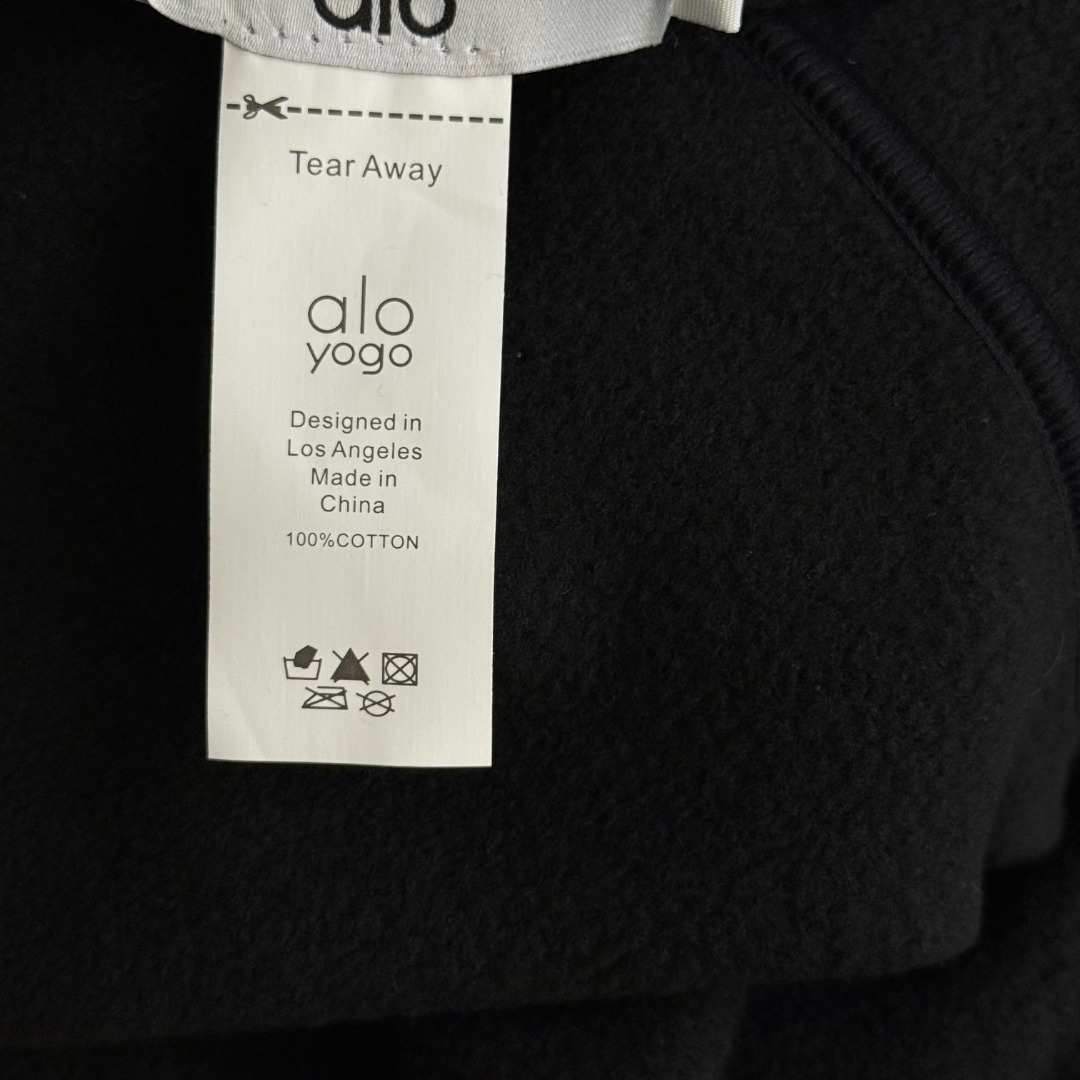 alo
Tear Away
alo
yogo
Designed in
Los Angeles
Made in
China
100%COTTON